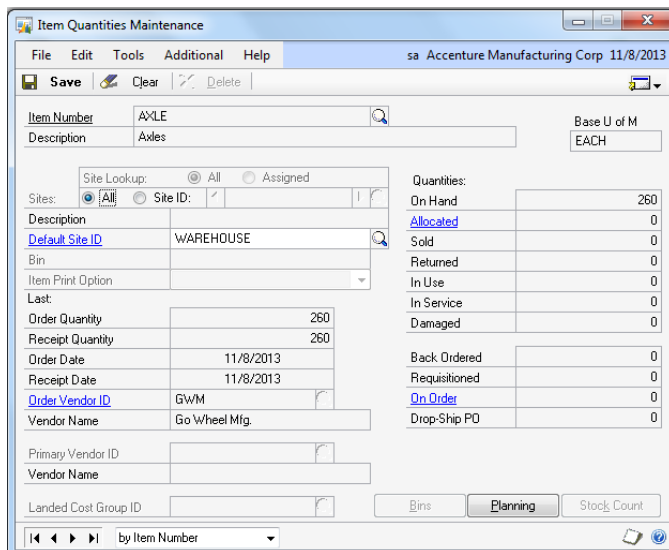 Item Quantities Maintenance
File Edit Tools Additional Help sa Accenture Manufacturing Corp 11/8/2013
Save Clear Delete
Item Number AXLE
Description Axles
Base U of M
EACH
Site Lookup: All Assigned
Sites: All Site ID:
Description
Default Site ID WAREHOUSE
Bin
Item Print Option
Last:
Order Quantity 260
Receipt Quantity 260
Order Date 11/8/2013
Receipt Date 11/8/2013
Order Vendor ID GWM
Vendor Name Go Wheel Mfg.
Primary Vendor ID
Vendor Name
Landed Cost Group ID
Quantities:
On Hand 260
Allocated 0
Sold 0
Returned 0
In Use 0
In Service 0
Damaged 0
Back Ordered 0
Requisitioned 0
On Order 0
Drop-Ship PO 0
Bins Planning Stock Count
by Item Number